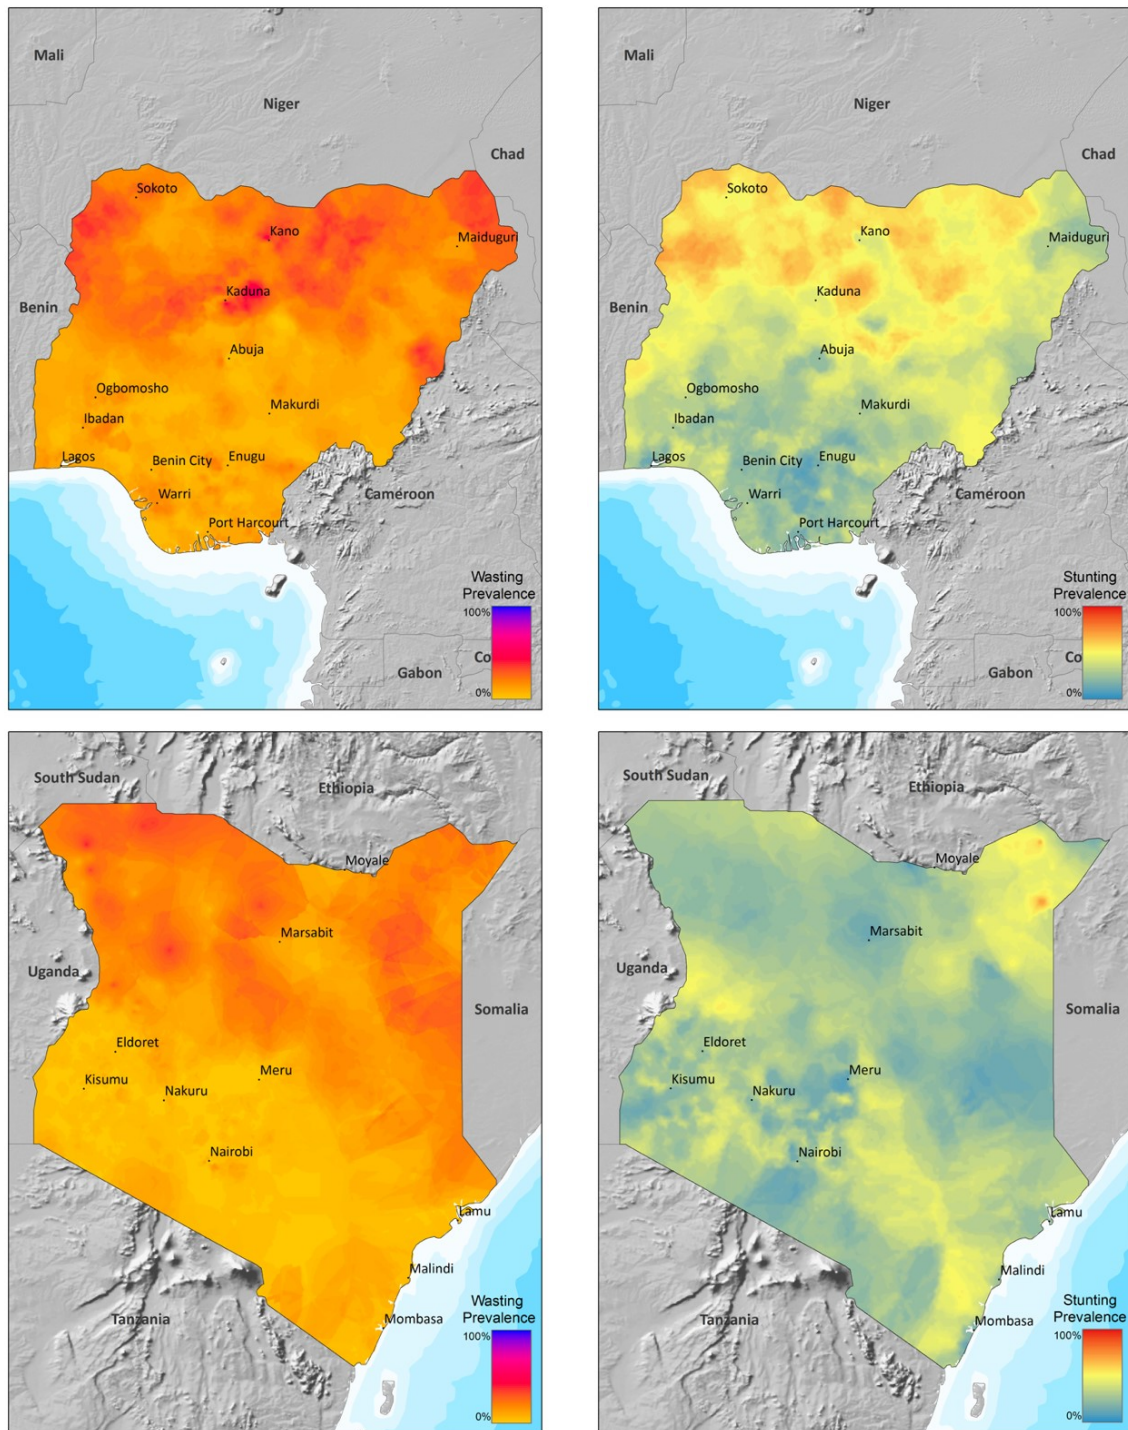 Mali
Niger
Chad
Sokoto
Kano
Maiduguri
Kaduna
Benin
Abuja
Ogbomosho
Makurdi
Ibadan
Lagos
Benin City
Enugu
Warri
Caméroon
Port Harcourt
Wasting
Prevalence
100%
Co
Gabon
0%
Mali
Niger
Chad
Sokoto
Kano
Maiduguri
Kaduna
Benin
Abuja
Ogbomosho
Makurdi
Ibadan
Lagos
Benin City
Enugu
Warri
Caméroon
Port Harcourt
Stunting
Prevalence
100%
Co
Gabon
0%
South Sudan
Ethiopia
Moyale
Marsabit
Uganda
Somalia
Eldoret
Kisumu
Meru
Nakuru
Nairobi
Lamu
Malindi
Wasting
Prevalence
Tanzania
Mombasa
100%
0%
South Sudan
Ethiopia
Moyale
Marsabit
Uganda
Somalia
Eldoret
Kisumu
Meru
Nakuru
Nairobi
Lamu
Malindi
Stunting
Prevalence
Tanzania
Mombasa
100%
0%